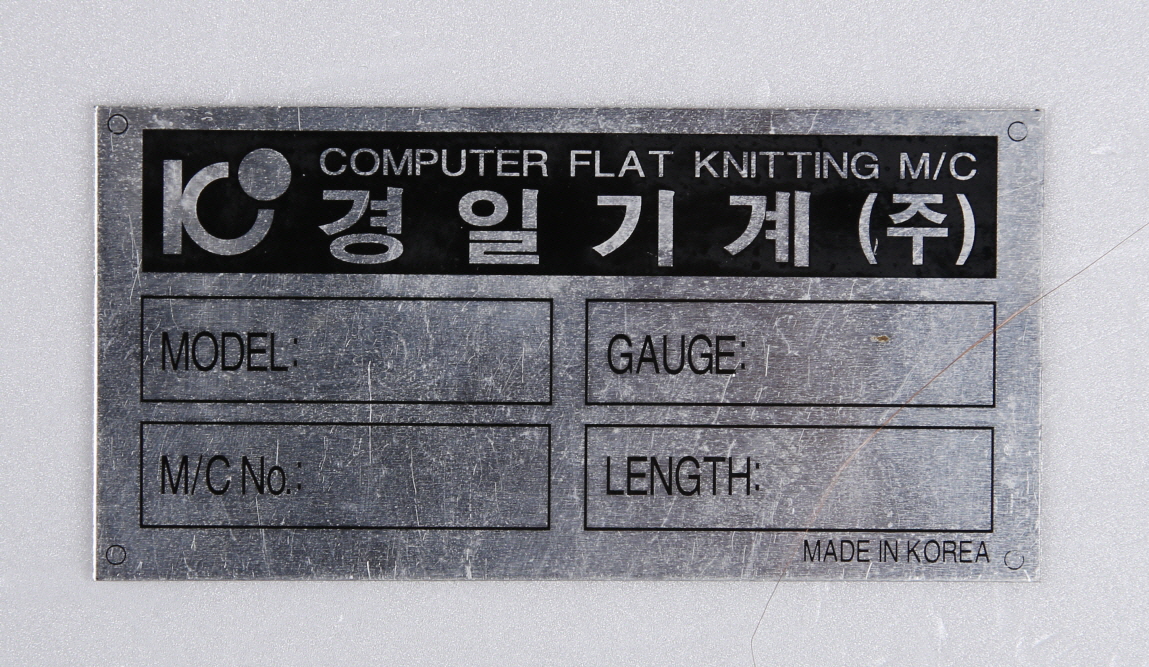 COMPUTER FLAT KNITTING M/C
경일기계(주)
MODEL:
GAUGE:
M/C No.:
LENGTH:
MADE IN KOREA